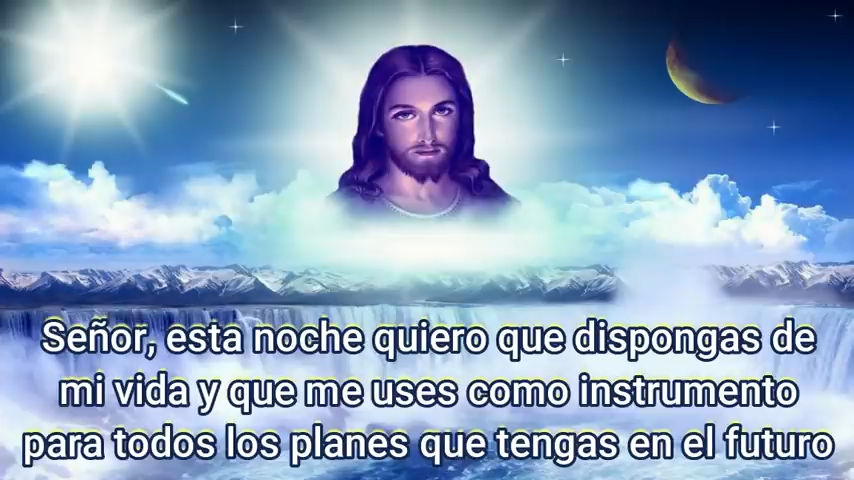 Señor, esta noche quiero que dispongas de
mi vida y que me uses como instrumento
para todos los planes que tengas en el futuro